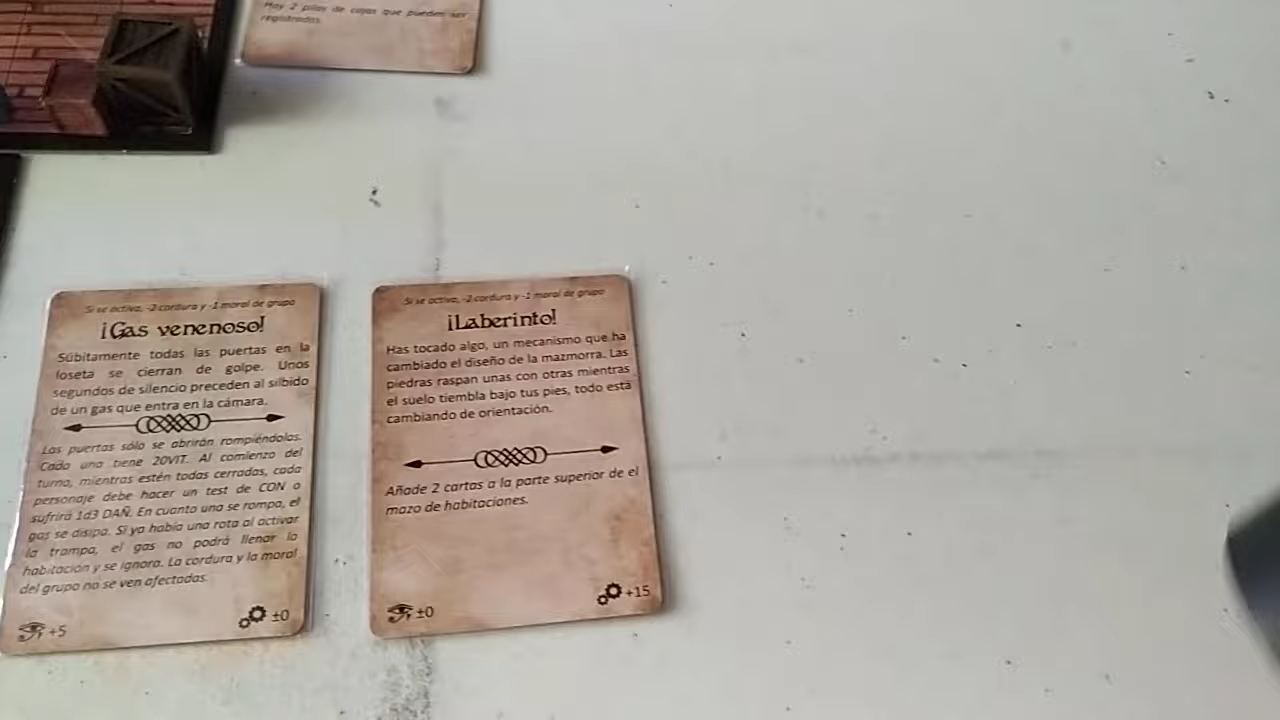 Hay 2 pilas de cajas que pueden ser
registradas.
Si se activa, -2 cordura y -1 moral de grupo
¡Gas venenoso!
Súbitamente todas las puertas en la
loseta se cierran de golpe. Unos
segundos de silencio preceden al silbido
de un gas que entra en la cámara.
Las puertas sólo se abrirán rompiéndolas.
Cada una tiene 20VIT. Al comienzo del
turno, mientras estén todas cerradas, cada
personaje debe hacer un test de CON o
sufrirá 1d3 DAÑ. En cuanto una se rompa, el
gas se disipa. Si ya había una rota al activar
la trampa, el gas no podrá llenar la
habitación y se ignora. La cordura y la moral
del grupo no se ven afectadas.
+5
±0
Si se activa, -2 cordura y -1 moral de grupo
¡Laberinto!
Has tocado algo, un mecanismo que ha
cambiado el diseño de la mazmorra. Las
piedras raspan unas con otras mientras
el suelo tiembla bajo tus pies, todo está
cambiando de orientación.
Añade 2 cartas a la parte superior de el
mazo de habitaciones.
±0
+15